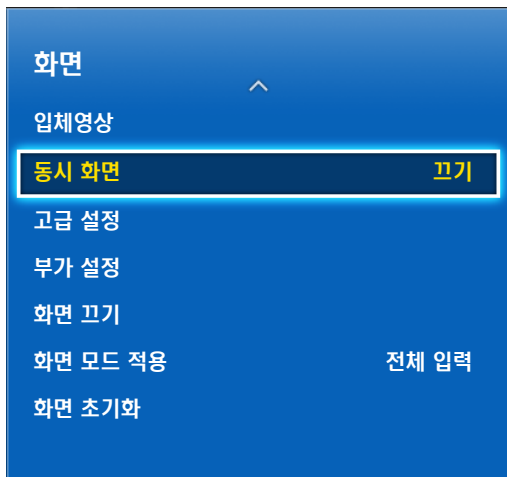 화면
입체영상
동시 화면 끄기
고급 설정
부가 설정
화면 끄기
화면 모드 적용 전체 입력
화면 초기화